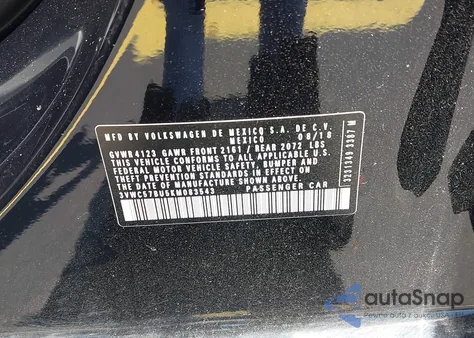 MFD BY VOLKSWAGEN DE MEXICO S.A. DE C.V.
MEXICO 08/18
GVWR 4123 GAWR FRONT 2161 / REAR 2072 LBS
THIS VEHICLE CONFORMS TO ALL APPLICABLE
FEDERAL MOTOR VEHICLE SAFETY, BUMPER AND
THEFT PREVENTION STANDARDS IN EFFECT ON
THE DATE OF MANUFACTURE SHOWN ABOVE.
PASSENGER CAR
autoSnap